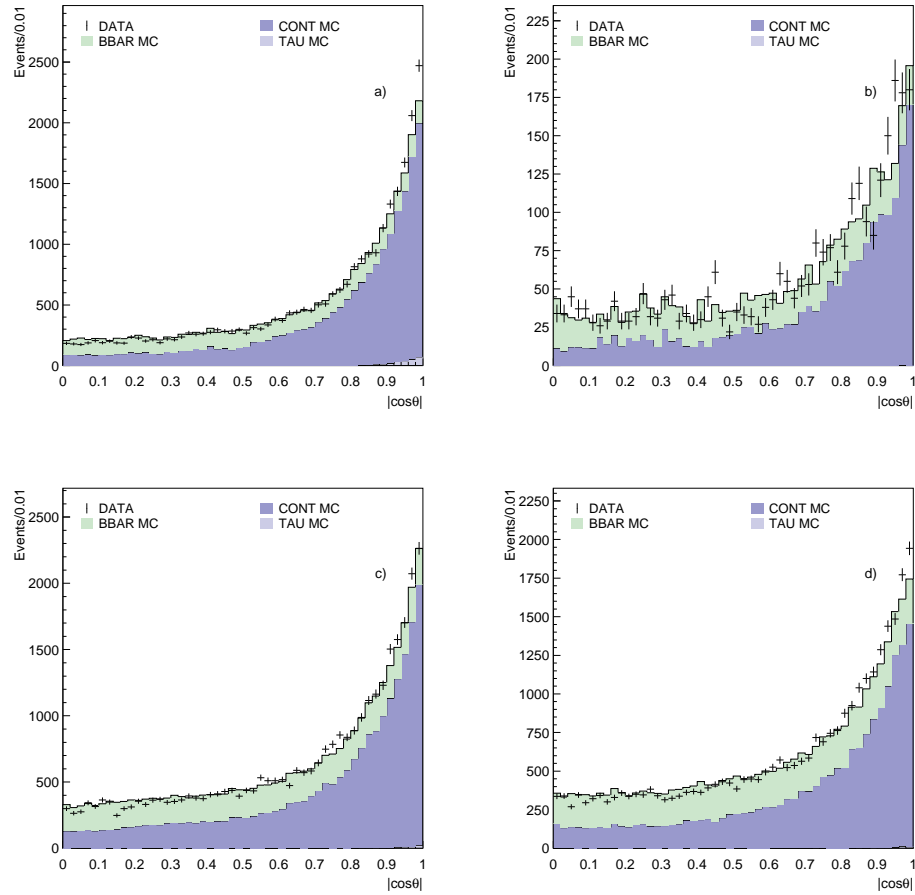 Events/0.01
DATA CONT MC
BBAR MC TAU MC
a)
2500
2000
1500
1000
500
0
0 0.1 0.2 0.3 0.4 0.5 0.6 0.7 0.8 0.9 1
|cosθ|
Events/0.01
DATA CONT MC
BBAR MC TAU MC
b)
225
200
175
150
125
100
75
50
25
0
0 0.1 0.2 0.3 0.4 0.5 0.6 0.7 0.8 0.9 1
|cosθ|
Events/0.01
DATA CONT MC
BBAR MC TAU MC
c)
2500
2000
1500
1000
500
0
0 0.1 0.2 0.3 0.4 0.5 0.6 0.7 0.8 0.9 1
|cosθ|
Events/0.01
DATA CONT MC
BBAR MC TAU MC
d)
2250
2000
1750
1500
1250
1000
750
500
250
0
0 0.1 0.2 0.3 0.4 0.5 0.6 0.7 0.8 0.9 1
|cosθ|